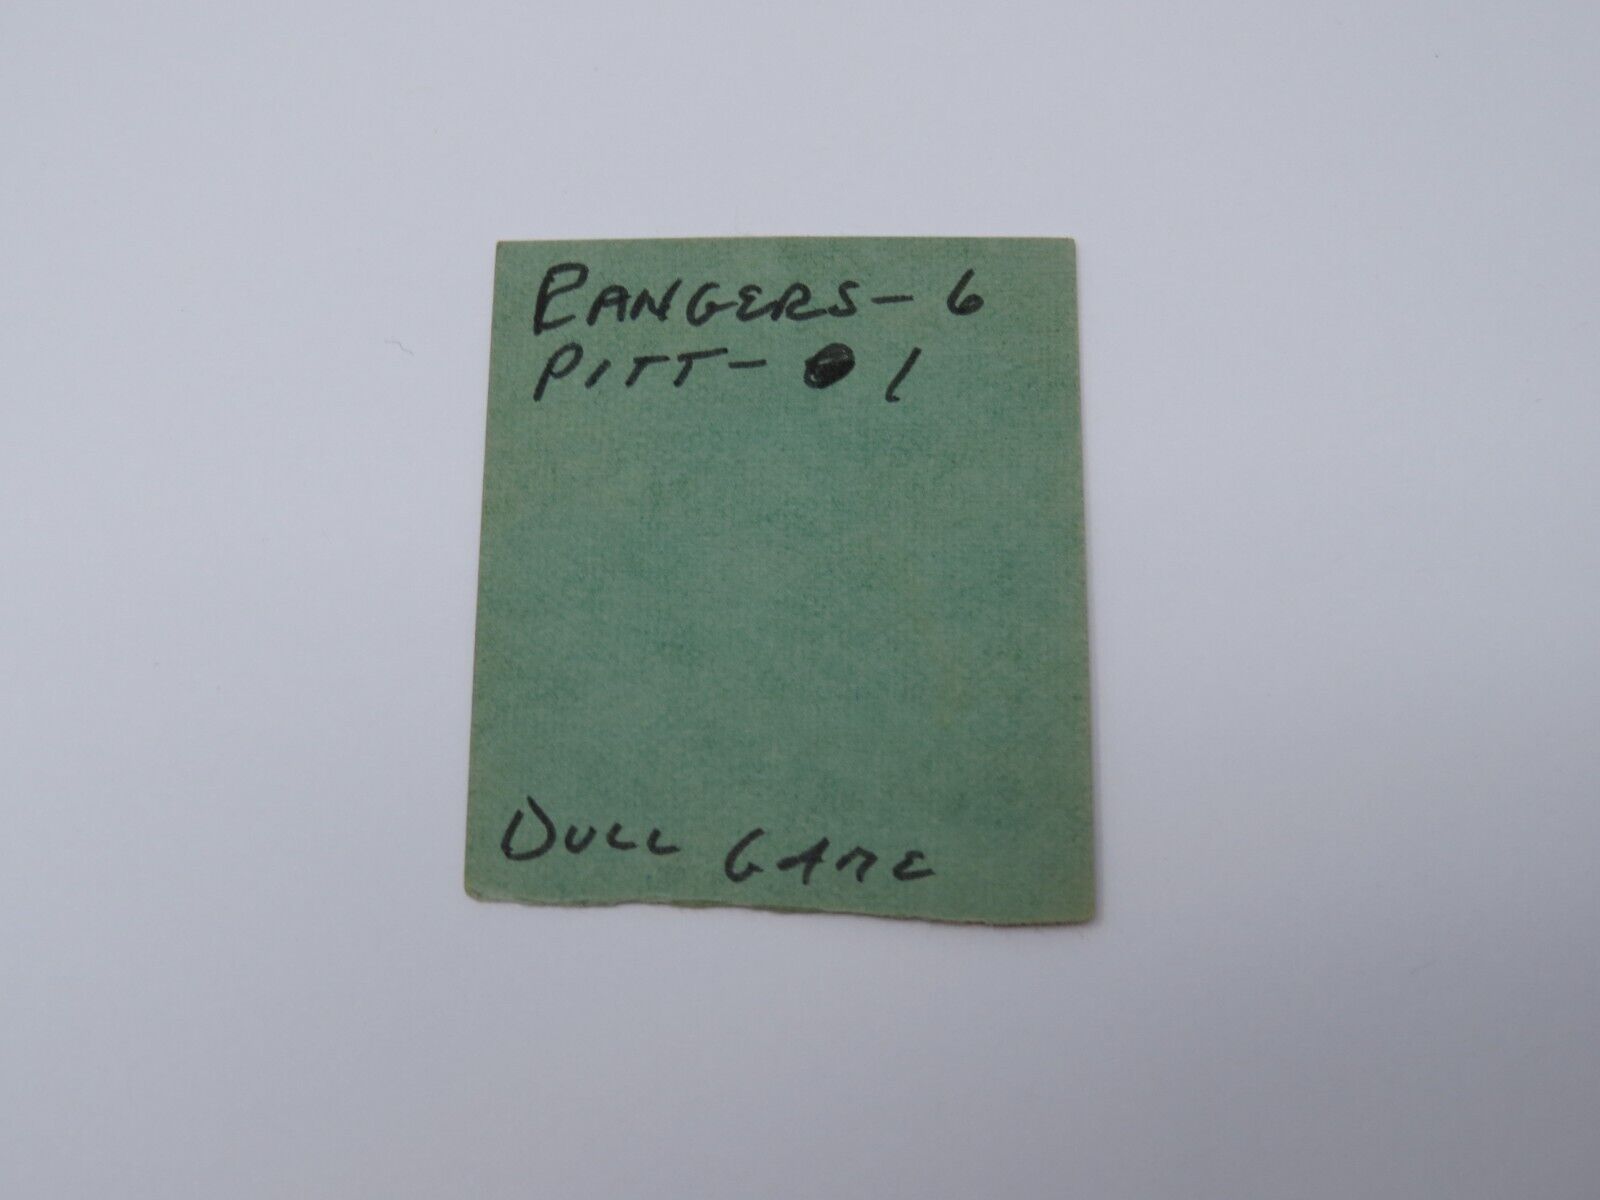 RANGERS - 6
PITT - 1
DULL GAME